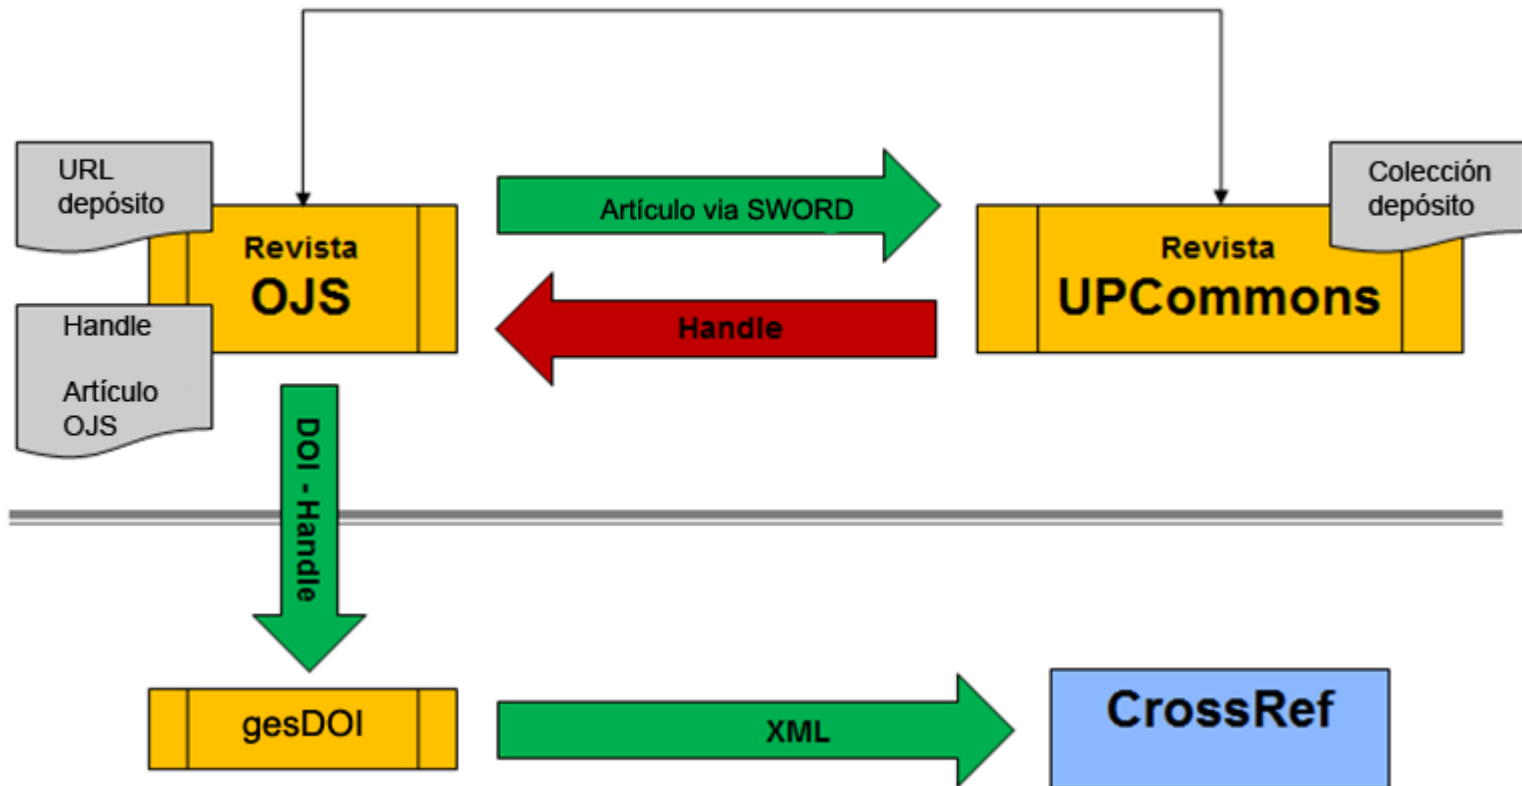 URL
depósito
Revista
OJS
Handle
Artículo
OJS
Artículo via SWORD
Handle
Colección
depósito
Revista
UPCommons
DOI - Handle
gesDOI
XML
CrossRef